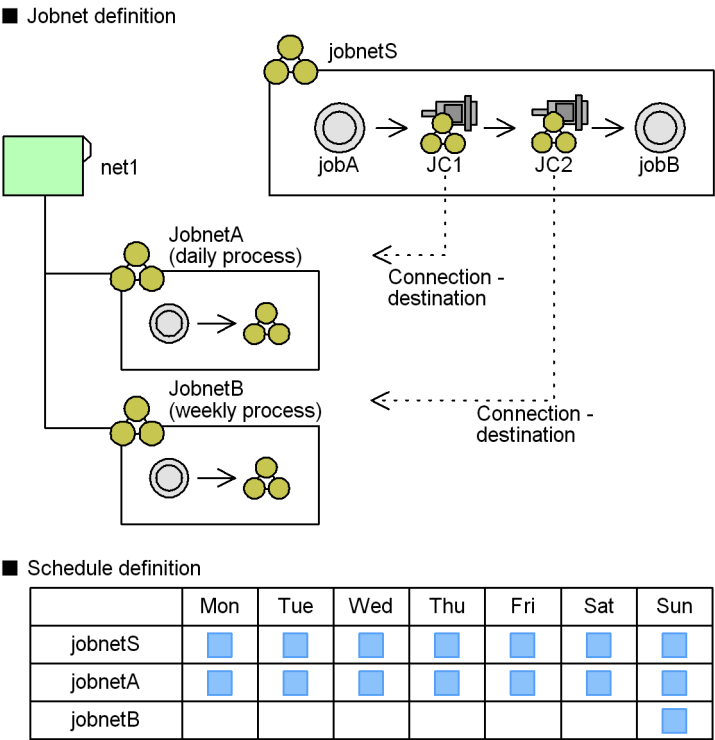 ■ Jobnet definition
jobnetS
jobA
JC1
JC2
jobB
net1
JobnetA
(daily process)
Connection -
destination
JobnetB
(weekly process)
Connection -
destination
■ Schedule definition
Mon Tue Wed Thu Fri Sat Sun
jobnetS
jobnetA
jobnetB